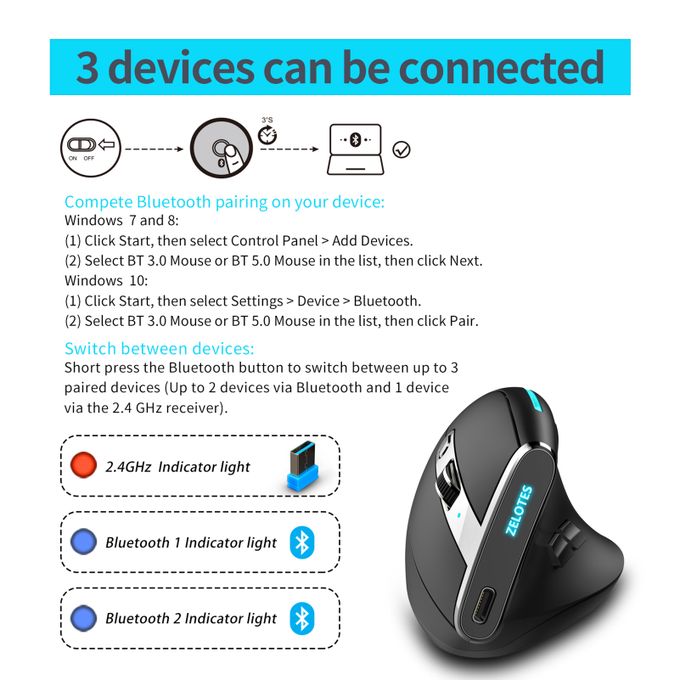 3 devices can be connected
3"S
ON OFF
Compete Bluetooth pairing on your device:
Windows 7 and 8:
(1) Click Start, then select Control Panel > Add Devices.
(2) Select BT 3.0 Mouse or BT 5.0 Mouse in the list, then click Next.
Windows 10:
(1) Click Start, then select Settings > Device > Bluetooth.
(2) Select BT 3.0 Mouse or BT 5.0 Mouse in the list, then click Pair.
Switch between devices:
Short press the Bluetooth button to switch between up to 3
paired devices (Up to 2 devices via Bluetooth and 1 device
via the 2.4 GHz receiver).
2.4GHz Indicator light
Bluetooth 1 Indicator light
Bluetooth 2 Indicator light
ZELOTES